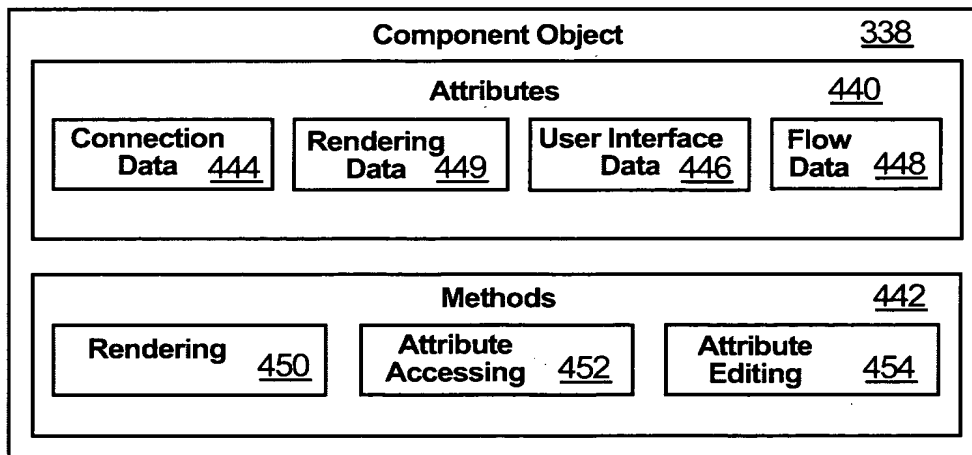 Component Object 338
Attributes 440
Connection
Data 444
Rendering
Data 449
User Interface
Data 446
Flow
Data 448
Methods 442
Rendering 450
Attribute
Accessing 452
Attribute
Editing 454